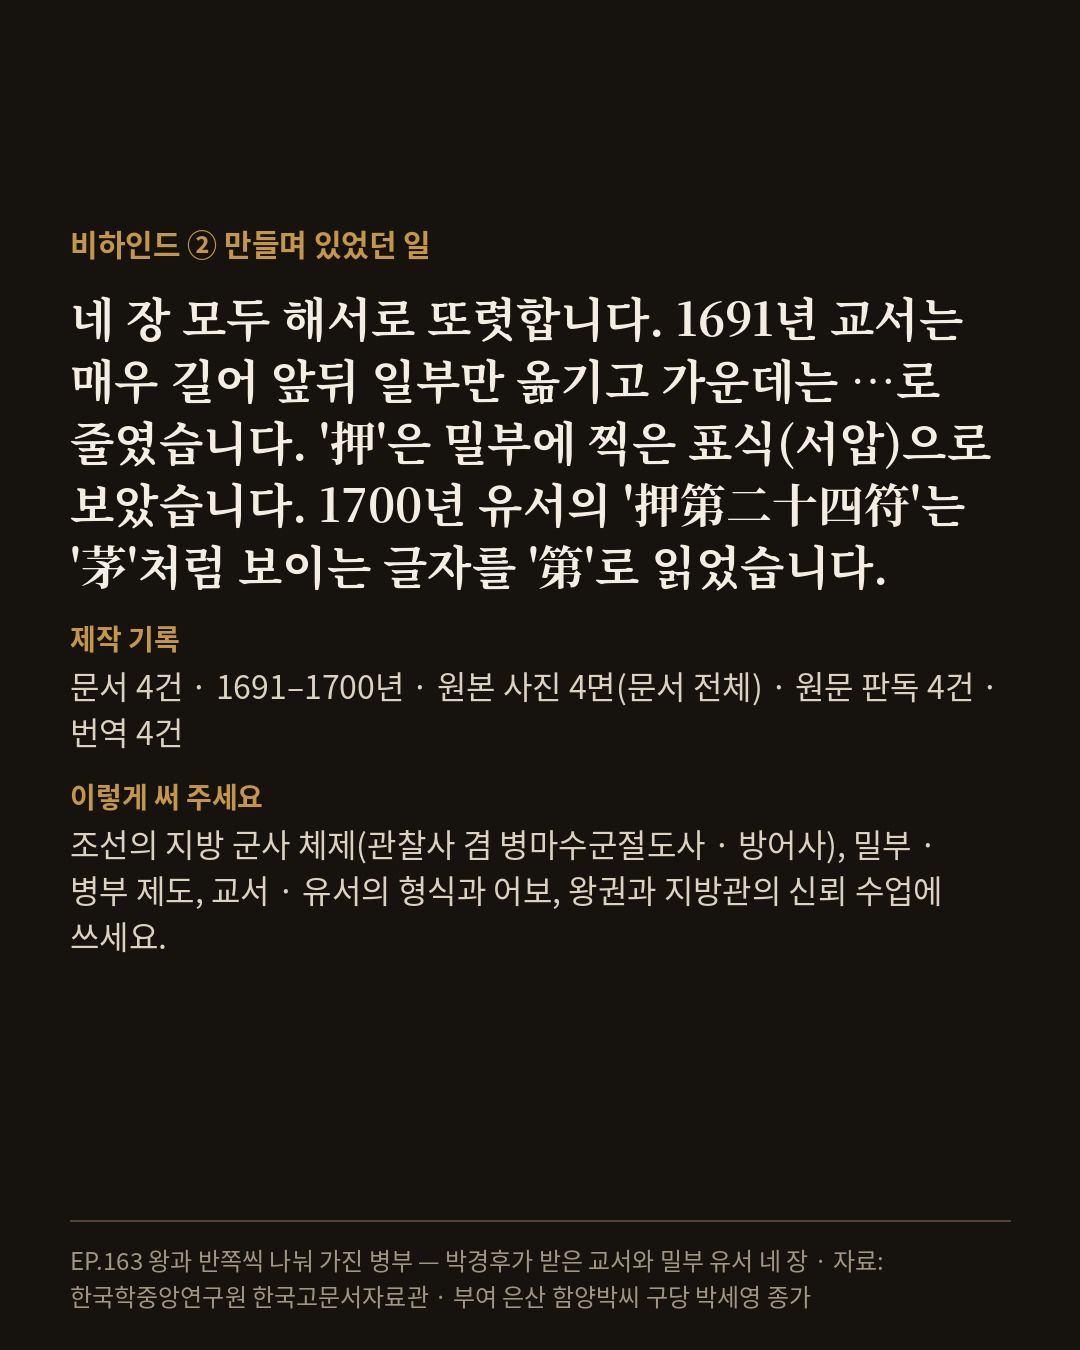 비하인드 ② 만들며 있었던 일
네 장 모두 해서로 또렷합니다. 1691년 교서는
매우 길어 앞뒤 일부만 옮기고 가운데는 …로
줄였습니다. '押'은 밀부에 찍은 표식(서압)으로
보았습니다. 1700년 유서의 '押第二十四符'는
'茅'처럼 보이는 글자를 '第'로 읽었습니다.
제작 기록
문서 4건 · 1691–1700년 · 원본 사진 4면(문서 전체) · 원문 판독 4건 ·
번역 4건
이렇게 써 주세요
조선의 지방 군사 체제(관찰사 겸 병마수군절도사 · 방어사), 밀부 ·
병부 제도, 교서 · 유서의 형식과 어보, 왕권과 지방관의 신뢰 수업에
쓰세요.
EP.163 왕과 반쪽씩 나눠 가진 병부 — 박경후가 받은 교서와 밀부 유서 네 장 · 자료:
한국학중앙연구원 한국고문서자료관 · 부여 은산 함양박씨 구당 박세영 종가